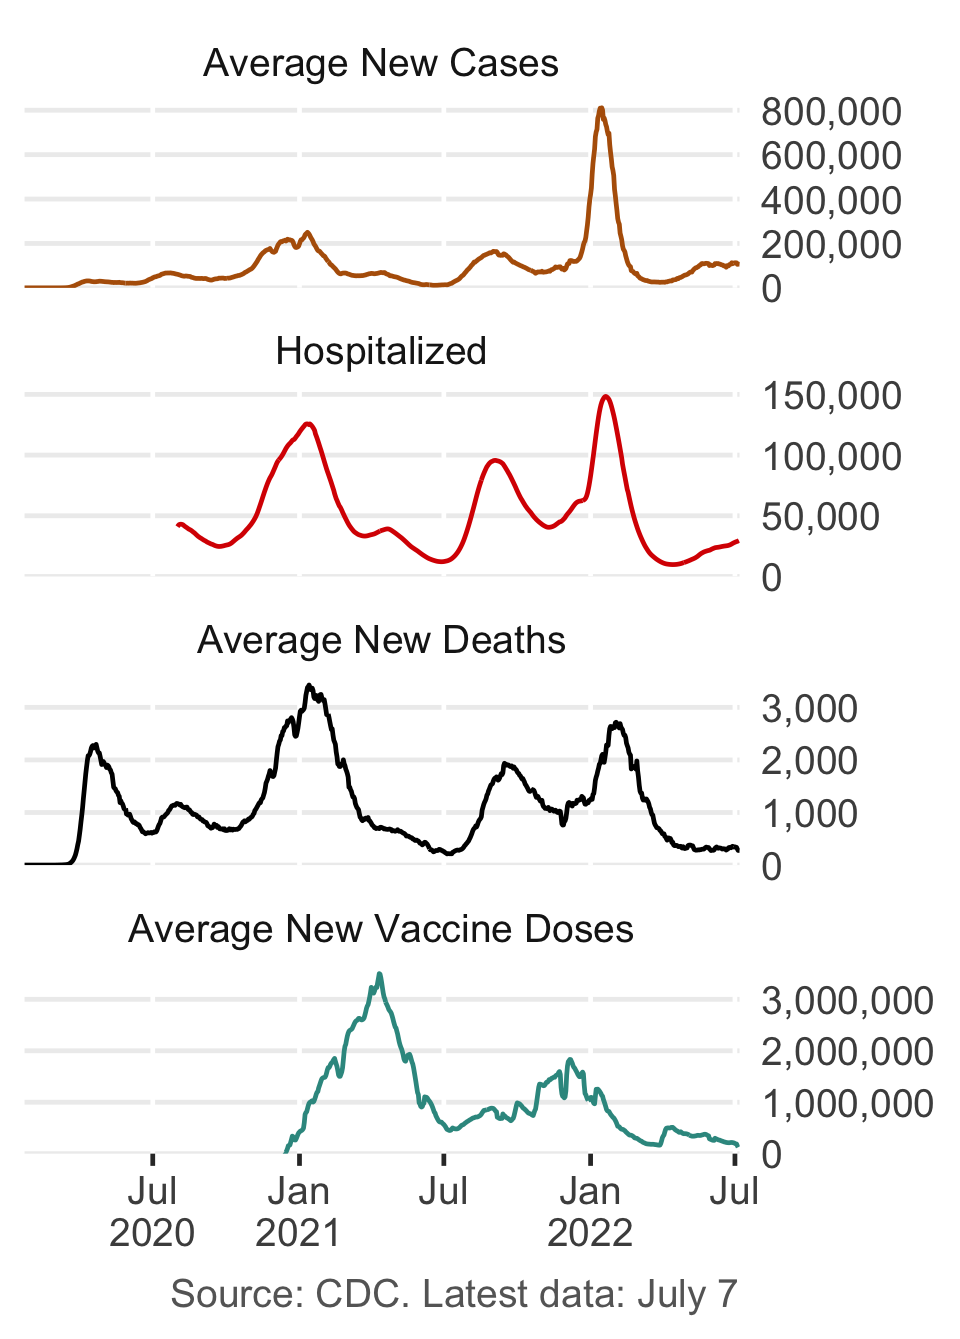 Average New Cases
800,000
600,000
400,000
200,000
0
Hospitalized
150,000
100,000
50,000
0
Average New Deaths
3,000
2,000
1,000
0
Average New Vaccine Doses
3,000,000
2,000,000
1,000,000
0
Jul Jan Jul Jan Jul
2020 2021 2022
Source: CDC. Latest data: July 7